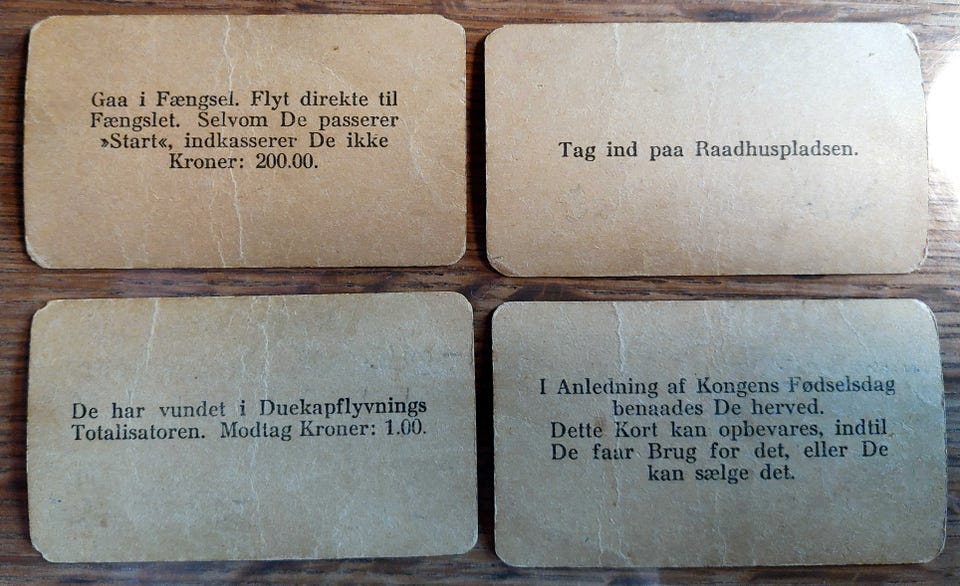 Gaa i Fængsel. Flyt direkte til
Fængslet. Selvom De passerer
»Start«, indkasserer De ikke
Kroner: 200.00.
Tag ind paa Raadhuspladsen.
De har vundet i Duekapflyvnings
Totalisatoren. Modtag Kroner: 1.00.
I Anledning af Kongens Fødselsdag
benaades De herved.
Dette Kort kan opbevares, indtil
De faar Brug for det, eller De
kan sælge det.